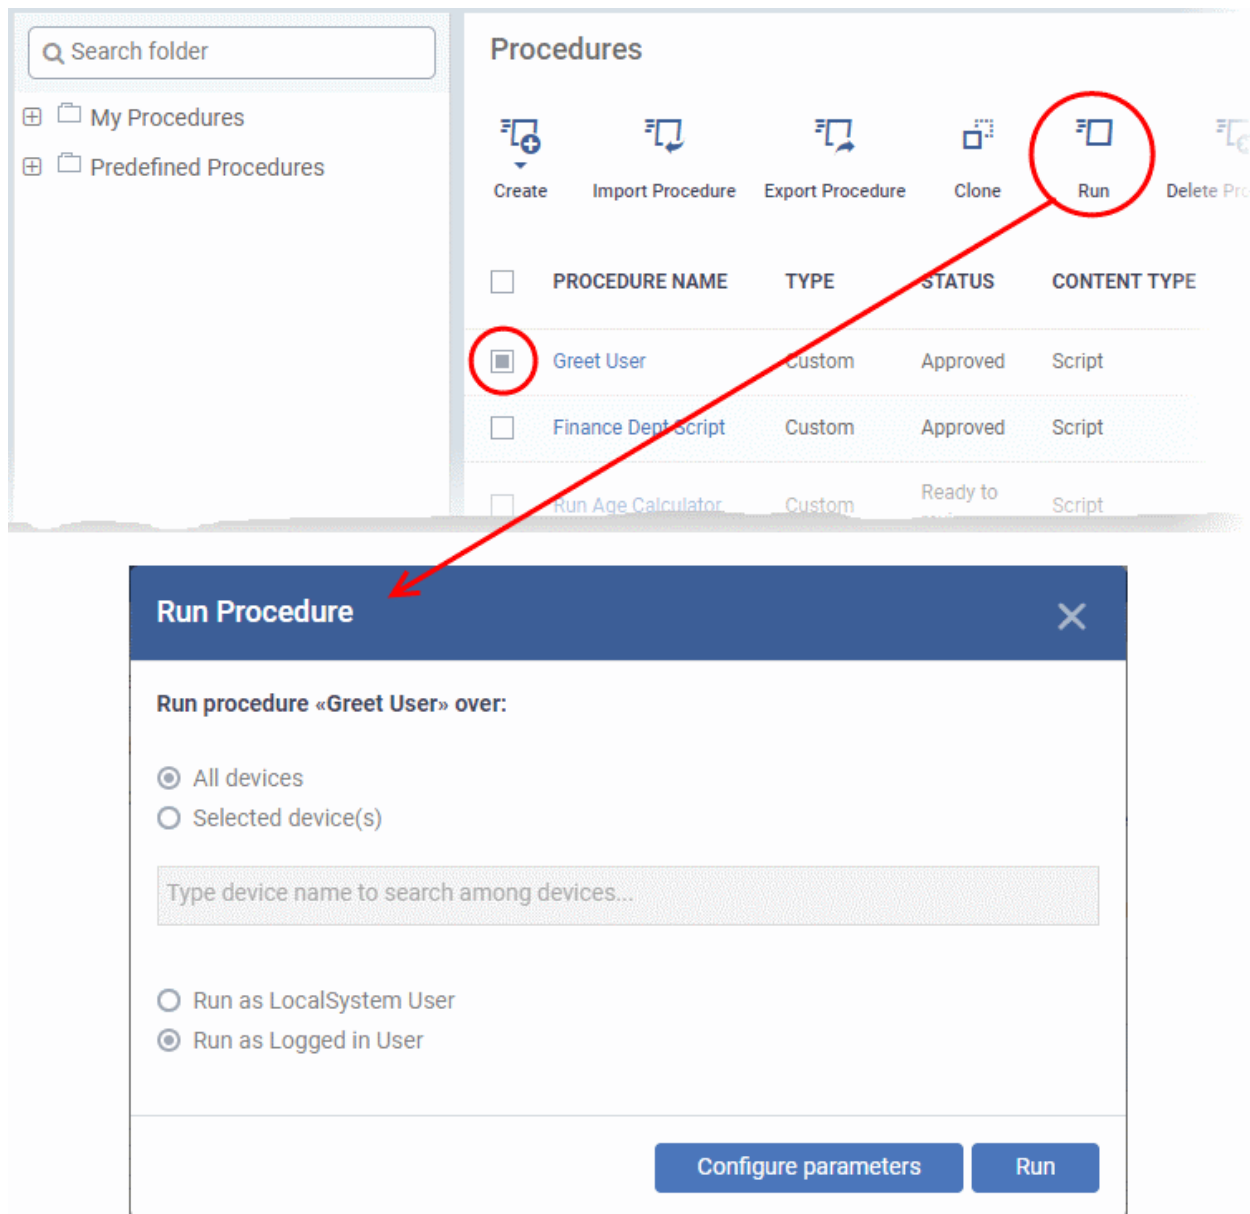 Search folder
My Procedures
Predefined Procedures
Procedures
Create
Import Procedure
Export Procedure
Clone
Run
Delete
PROCEDURE NAME TYPE STATUS CONTENT TYPE
Greet User Custom Approved Script
Finance Dept Script Custom Approved Script
Run Age Calculator Custom Ready to Script
Run Procedure
Run procedure «Greet User» over:
All devices
Selected device(s)
Type device name to search among devices...
Run as LocalSystem User
Run as Logged in User
Configure parameters
Run